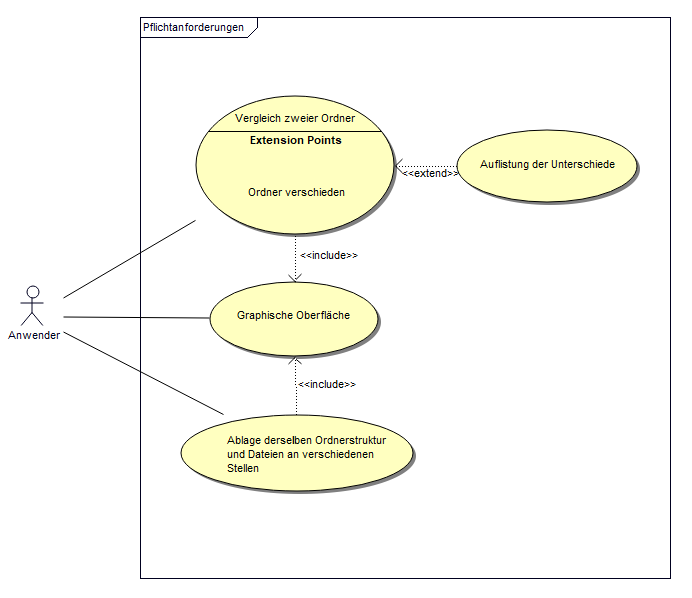 Pflichtanforderungen
Vergleich zweier Ordner
Extension Points
Ordner verschieden
<<extend>>
Auflistung der Unterschiede
<<include>>
Graphische Oberfläche
Anwender
<<include>>
Ablage derselben Ordnerstruktur
und Dateien an verschiedenen
Stellen